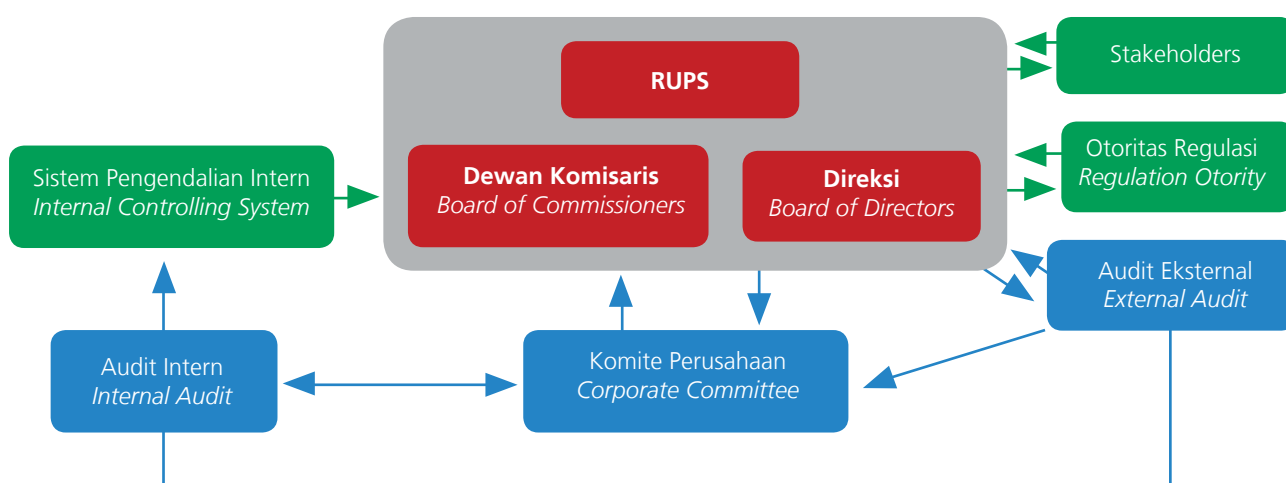 RUPS
Stakeholders
Sistem Pengendalian Intern
Internal Controlling System
Dewan Komisaris
Board of Commissioners
Direksi
Board of Directors
Otoritas Regulasi
Regulation Otority
Audit Eksternal
External Audit
Audit Intern
Internal Audit
Komite Perusahaan
Corporate Committee